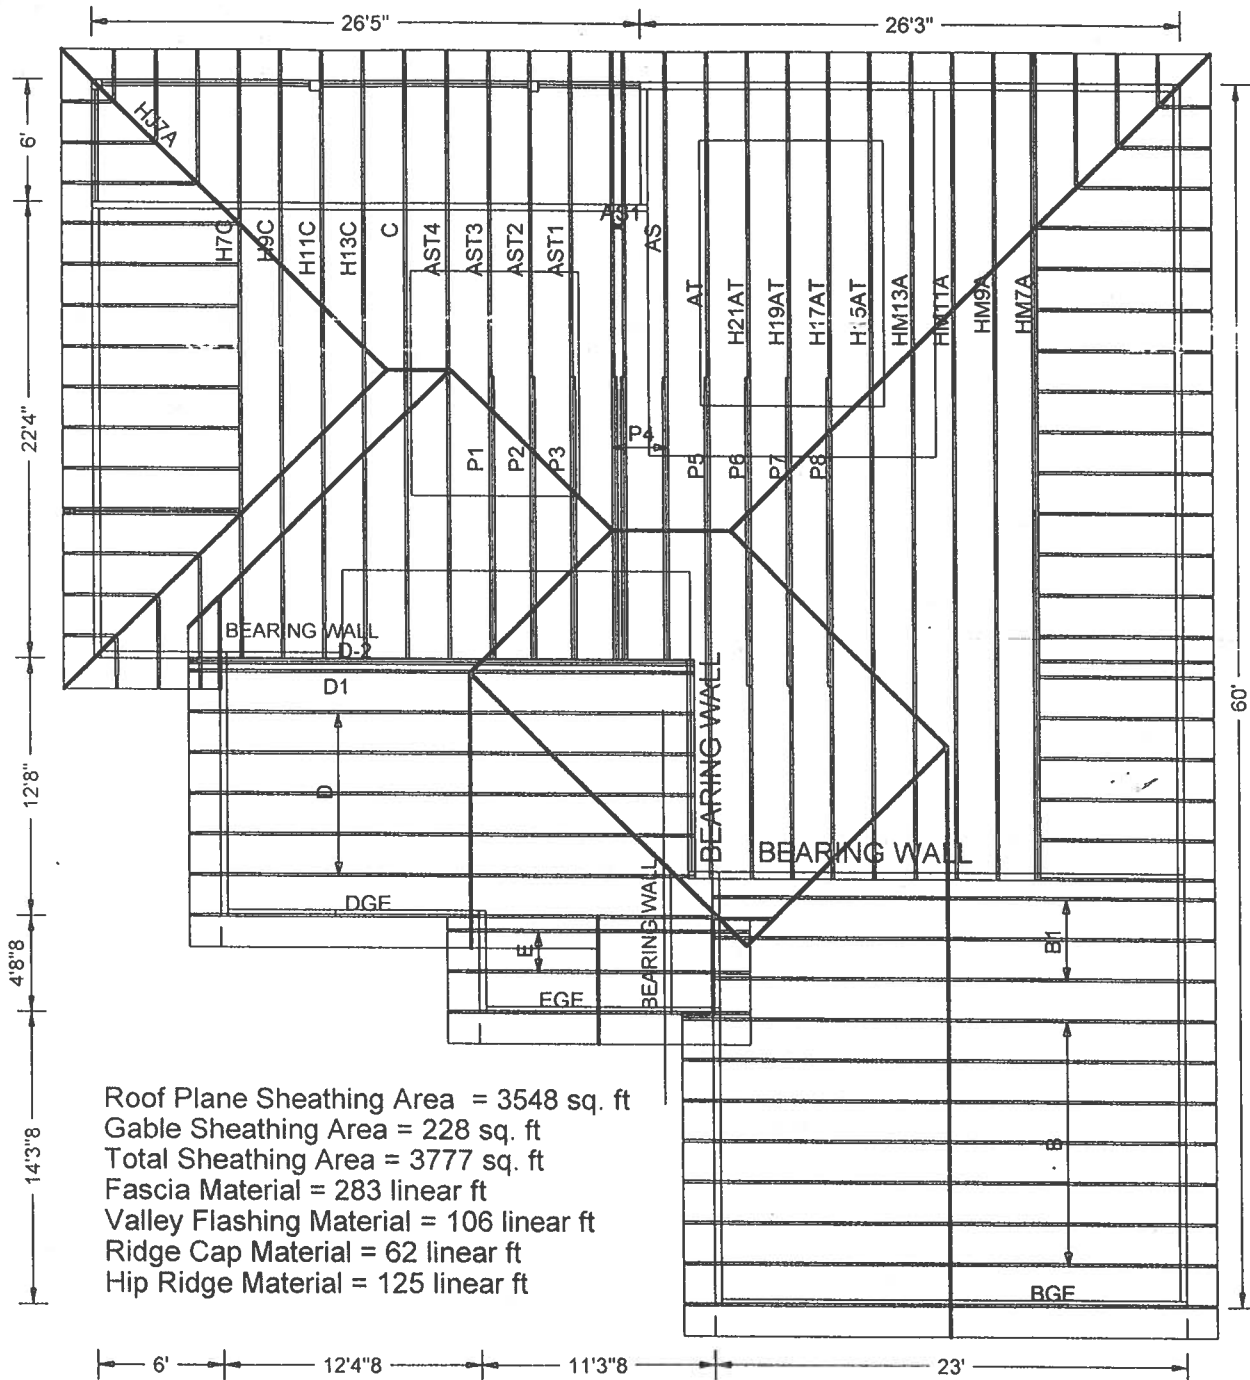 26'5" 26'3"
6'
HJ7A
22'4"
H7C H9C H11C H13C C AST4 AST3 AST2 AST1 AS1 AS AT H21AT H19AT H17AT H15AT HM13A HM11A HM9A HM7A
P1 P2 P3 P4 P5 P6 P7 P8
BEARING WALL
D-2
D1
BEARING WALL
60'
12'8"
D
BEARING WALL
BEARING WALL
DGE
4'8"8
E
B1
EGE
14'3"8
B
Roof Plane Sheathing Area = 3548 sq. ft
Gable Sheathing Area = 228 sq. ft
Total Sheathing Area = 3777 sq. ft
Fascia Material = 283 linear ft
Valley Flashing Material = 106 linear ft
Ridge Cap Material = 62 linear ft
Hip Ridge Material = 125 linear ft
BGE
6' 12'4"8 11'3"8 23'